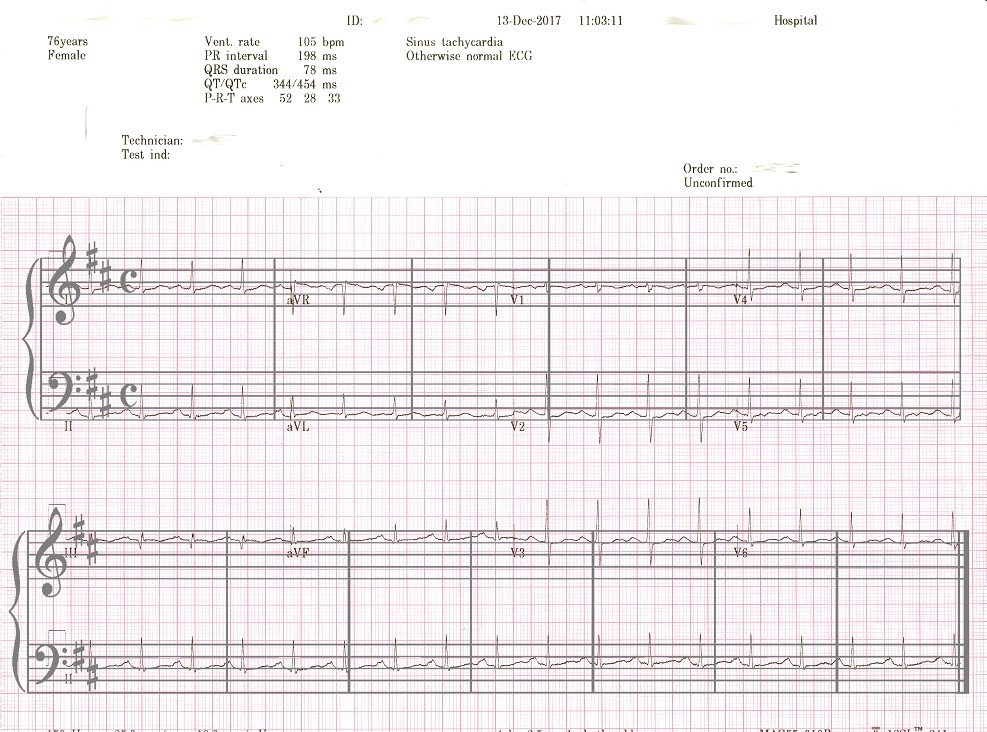 ID: 13-Dec-2017 11:03:11 Hospital
76years
Female
Vent. rate 105 bpm
PR interval 198 ms
QRS duration 78 ms
QT/QTc 344/454 ms
P-R-T axes 52 28 33
Sinus tachycardia
Otherwise normal ECG
Technician:
Test ind:
Order no.:
Unconfirmed
aVR V1 V4
II aVL V2 V5
III aVF V3 V6
II